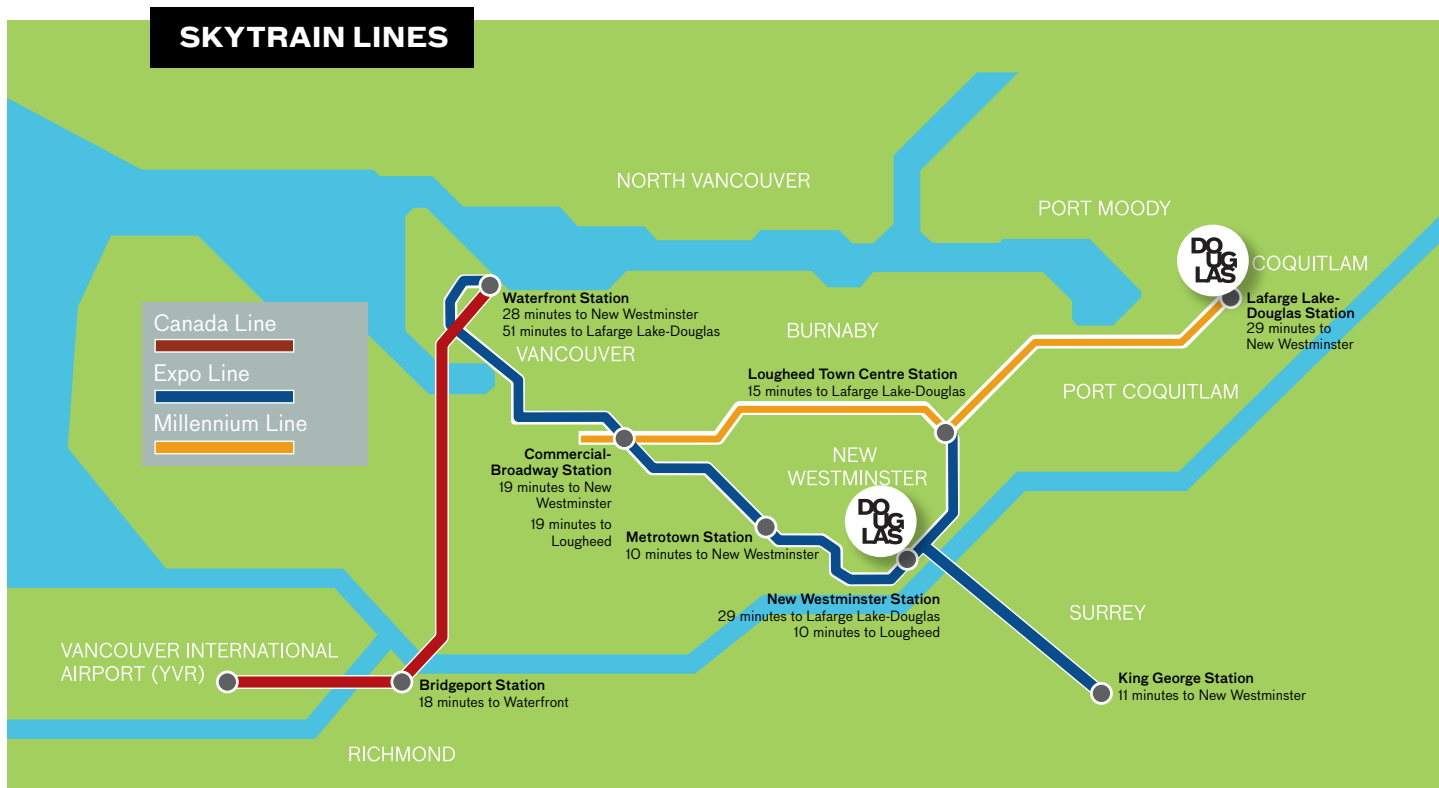 SKYTRAIN LINES
NORTH VANCOUVER
PORT MOODY
DO
UG
LAS
COQUITLAM
Canada Line
Expo Line
Millennium Line
Waterfront Station
28 minutes to New Westminster
51 minutes to Lafarge Lake-Douglas
VANCOUVER
BURNABY
Lafarge Lake-
Douglas Station
29 minutes to
New Westminster
Lougheed Town Centre Station
15 minutes to Lafarge Lake-Douglas
PORT COQUITLAM
Commercial-
Broadway Station
19 minutes to New
Westminster
19 minutes to
Lougheed
NEW
WESTMINSTER
DO
UG
LAS
Metrotown Station
10 minutes to New Westminster
New Westminster Station
29 minutes to Lafarge Lake-Douglas
10 minutes to Lougheed
SURREY
VANCOUVER INTERNATIONAL
AIRPORT (YVR)
Bridgeport Station
18 minutes to Waterfront
King George Station
11 minutes to New Westminster
RICHMOND